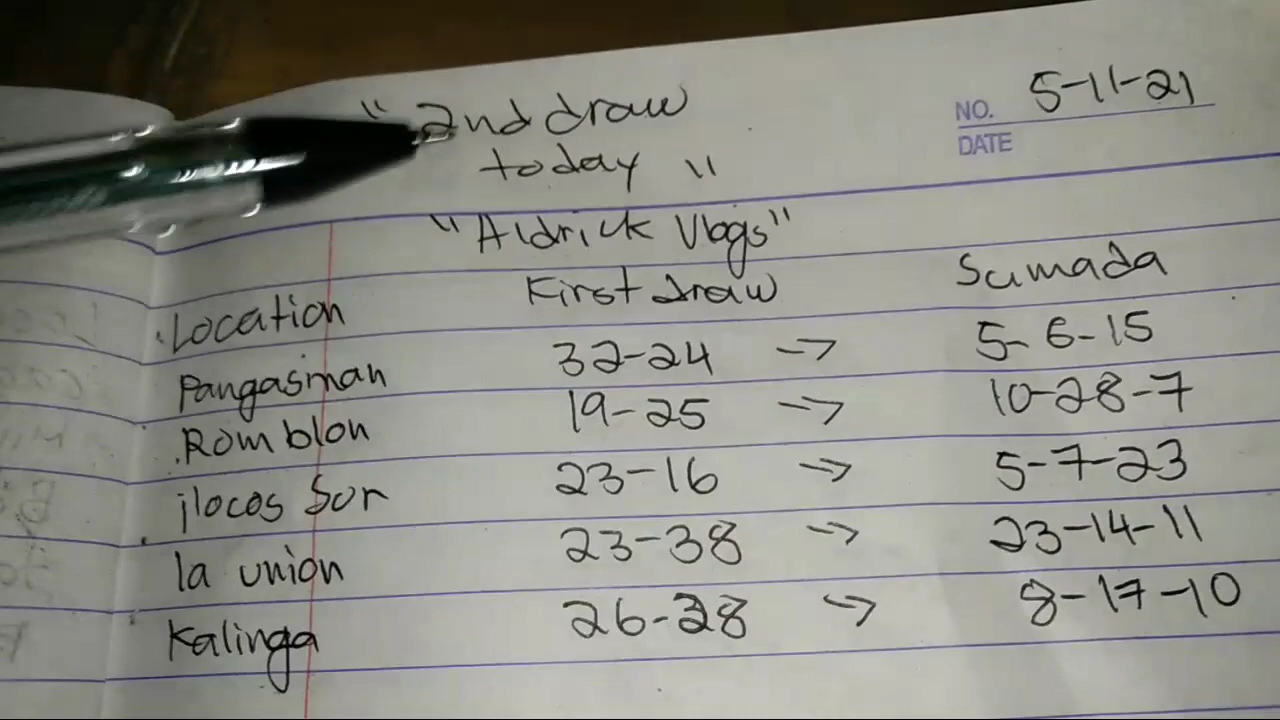 "2nd draw
today"
NO. 5-11-21
DATE
"Aldrick Vlogs"
Location First draw Sumada
Pangasinan 32-24 → 5-6-15
Romblon 19-25 → 10-28-7
ilocos Sur 23-16 → 5-7-23
la union 23-38 → 23-14-11
Kalinga 26-28 → 8-17-10